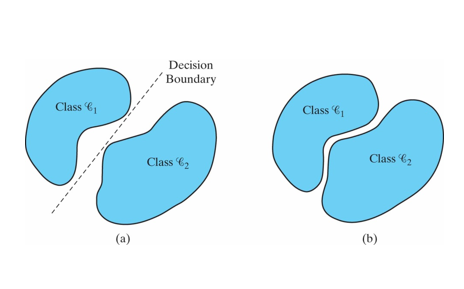 Decision
Boundary
Class 𝒞₁
Class 𝒞₂
(a)
Class 𝒞₁
Class 𝒞₂
(b)